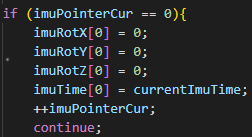 if (imuPointerCur == 0){
imuRotX[0] = 0;
imuRotY[0] = 0;
imuRotZ[0] = 0;
imuTime[0] = currentImuTime;
++imuPointerCur;
continue;